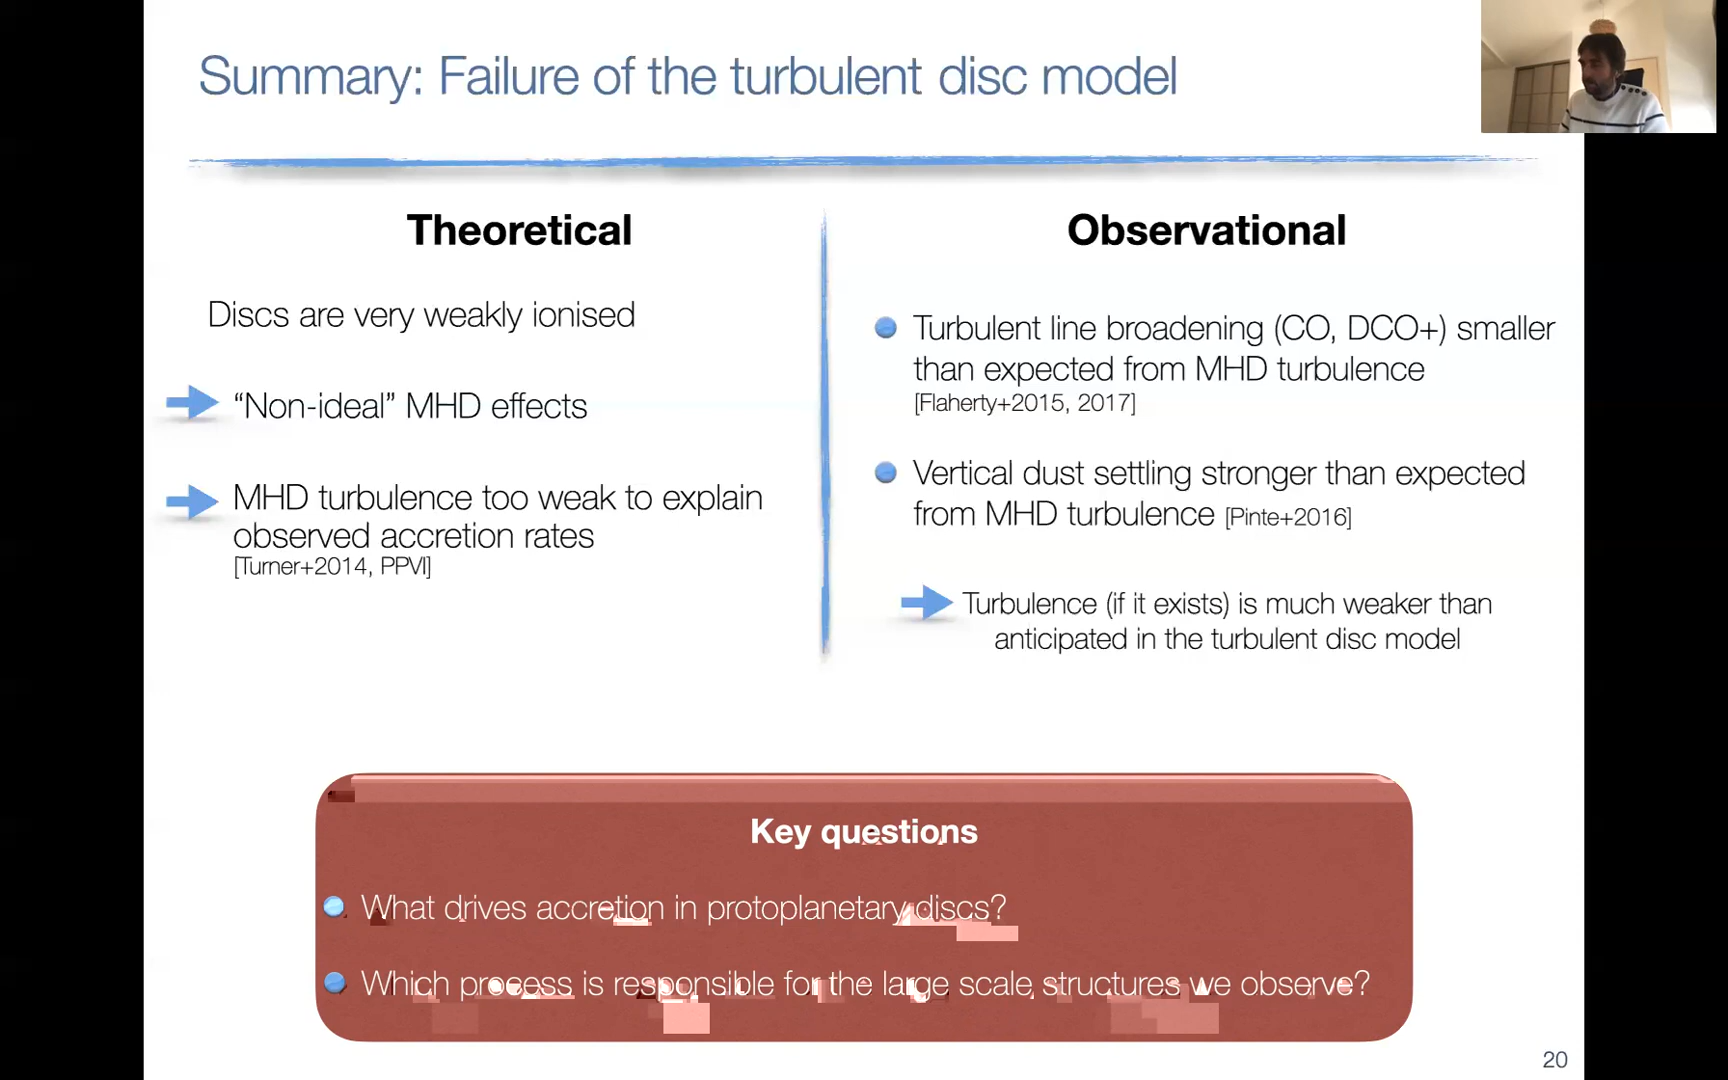 Summary: Failure of the turbulent disc model
Theoretical
Discs are very weakly ionised
“Non-ideal” MHD effects
MHD turbulence too weak to explain
observed accretion rates
[Turner+2014, PPVI]
Observational
Turbulent line broadening (CO, DCO+) smaller
than expected from MHD turbulence
[Flaherty+2015, 2017]
Vertical dust settling stronger than expected
from MHD turbulence [Pinte+2016]
Turbulence (if it exists) is much weaker than
anticipated in the turbulent disc model
Key questions
What drives accretion in protoplanetary discs?
Which process is responsible for the large scale structures we observe?
20